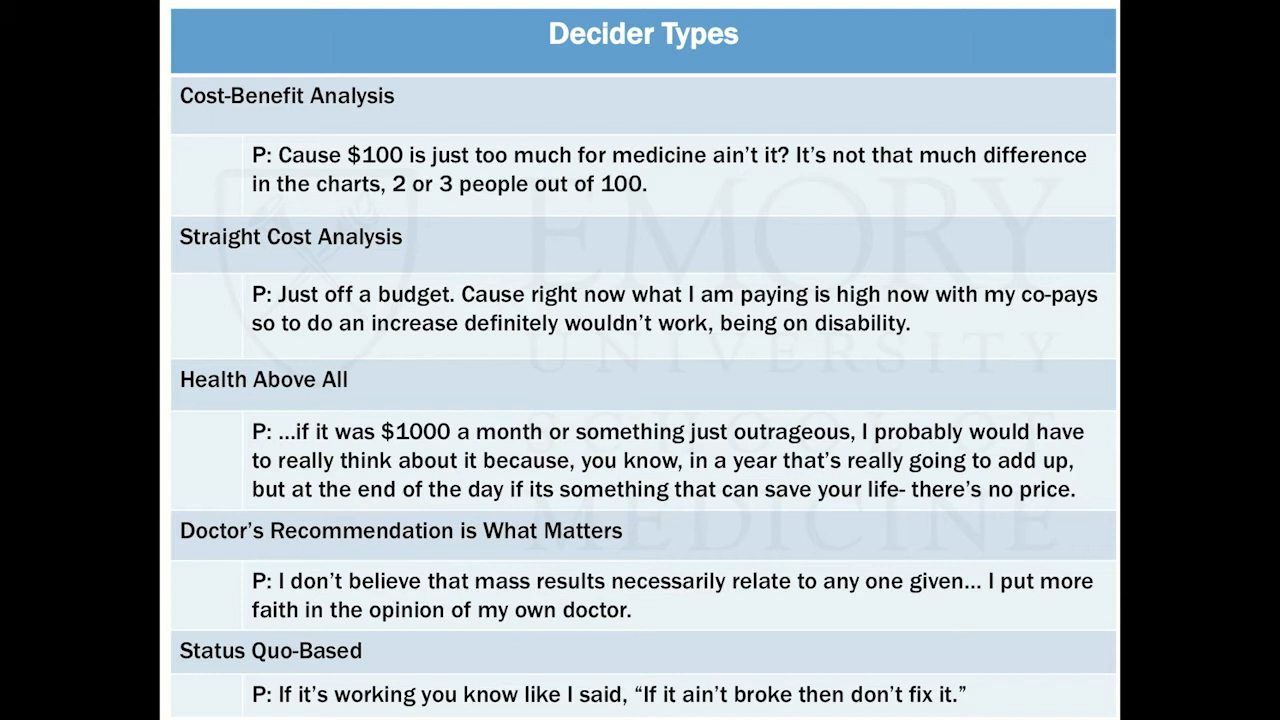 Decider Types
Cost-Benefit Analysis
P: Cause $100 is just too much for medicine ain’t it? It’s not that much difference
in the charts, 2 or 3 people out of 100.
Straight Cost Analysis
P: Just off a budget. Cause right now what I am paying is high now with my co-pays
so to do an increase definitely wouldn’t work, being on disability.
Health Above All
P: …if it was $1000 a month or something just outrageous, I probably would have
to really think about it because, you know, in a year that’s really going to add up,
but at the end of the day if its something that can save your life- there’s no price.
Doctor’s Recommendation is What Matters
P: I don’t believe that mass results necessarily relate to any one given… I put more
faith in the opinion of my own doctor.
Status Quo-Based
P: If it’s working you know like I said, “If it ain’t broke then don’t fix it.”
EMORY
UNIVERSITY
SCHOOL OF
MEDICINE